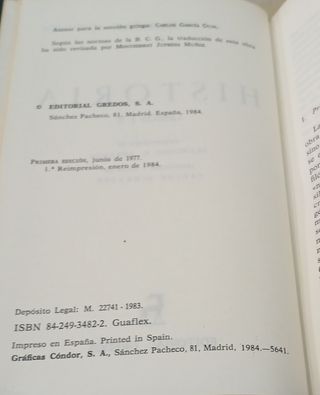 Asesor para la sección griega: CARLOS GARCÍA GUAL.
Según las normas de la B. C. G., la traducción de esta obra
ha sido revisada por MONTSERRAT JUFRESA MUÑOZ.
© EDITORIAL GREDOS, S. A.
Sánchez Pacheco, 81, Madrid. España, 1984.
PRIMERA EDICIÓN, junio de 1977.
1.ª Reimpresión, enero de 1984.
Depósito Legal: M. 22741 - 1983.
ISBN 84-249-3482-2. Guaflex.
Impreso en España. Printed in Spain.
Gráficas Cóndor, S. A., Sánchez Pacheco, 81, Madrid, 1984.—5641.